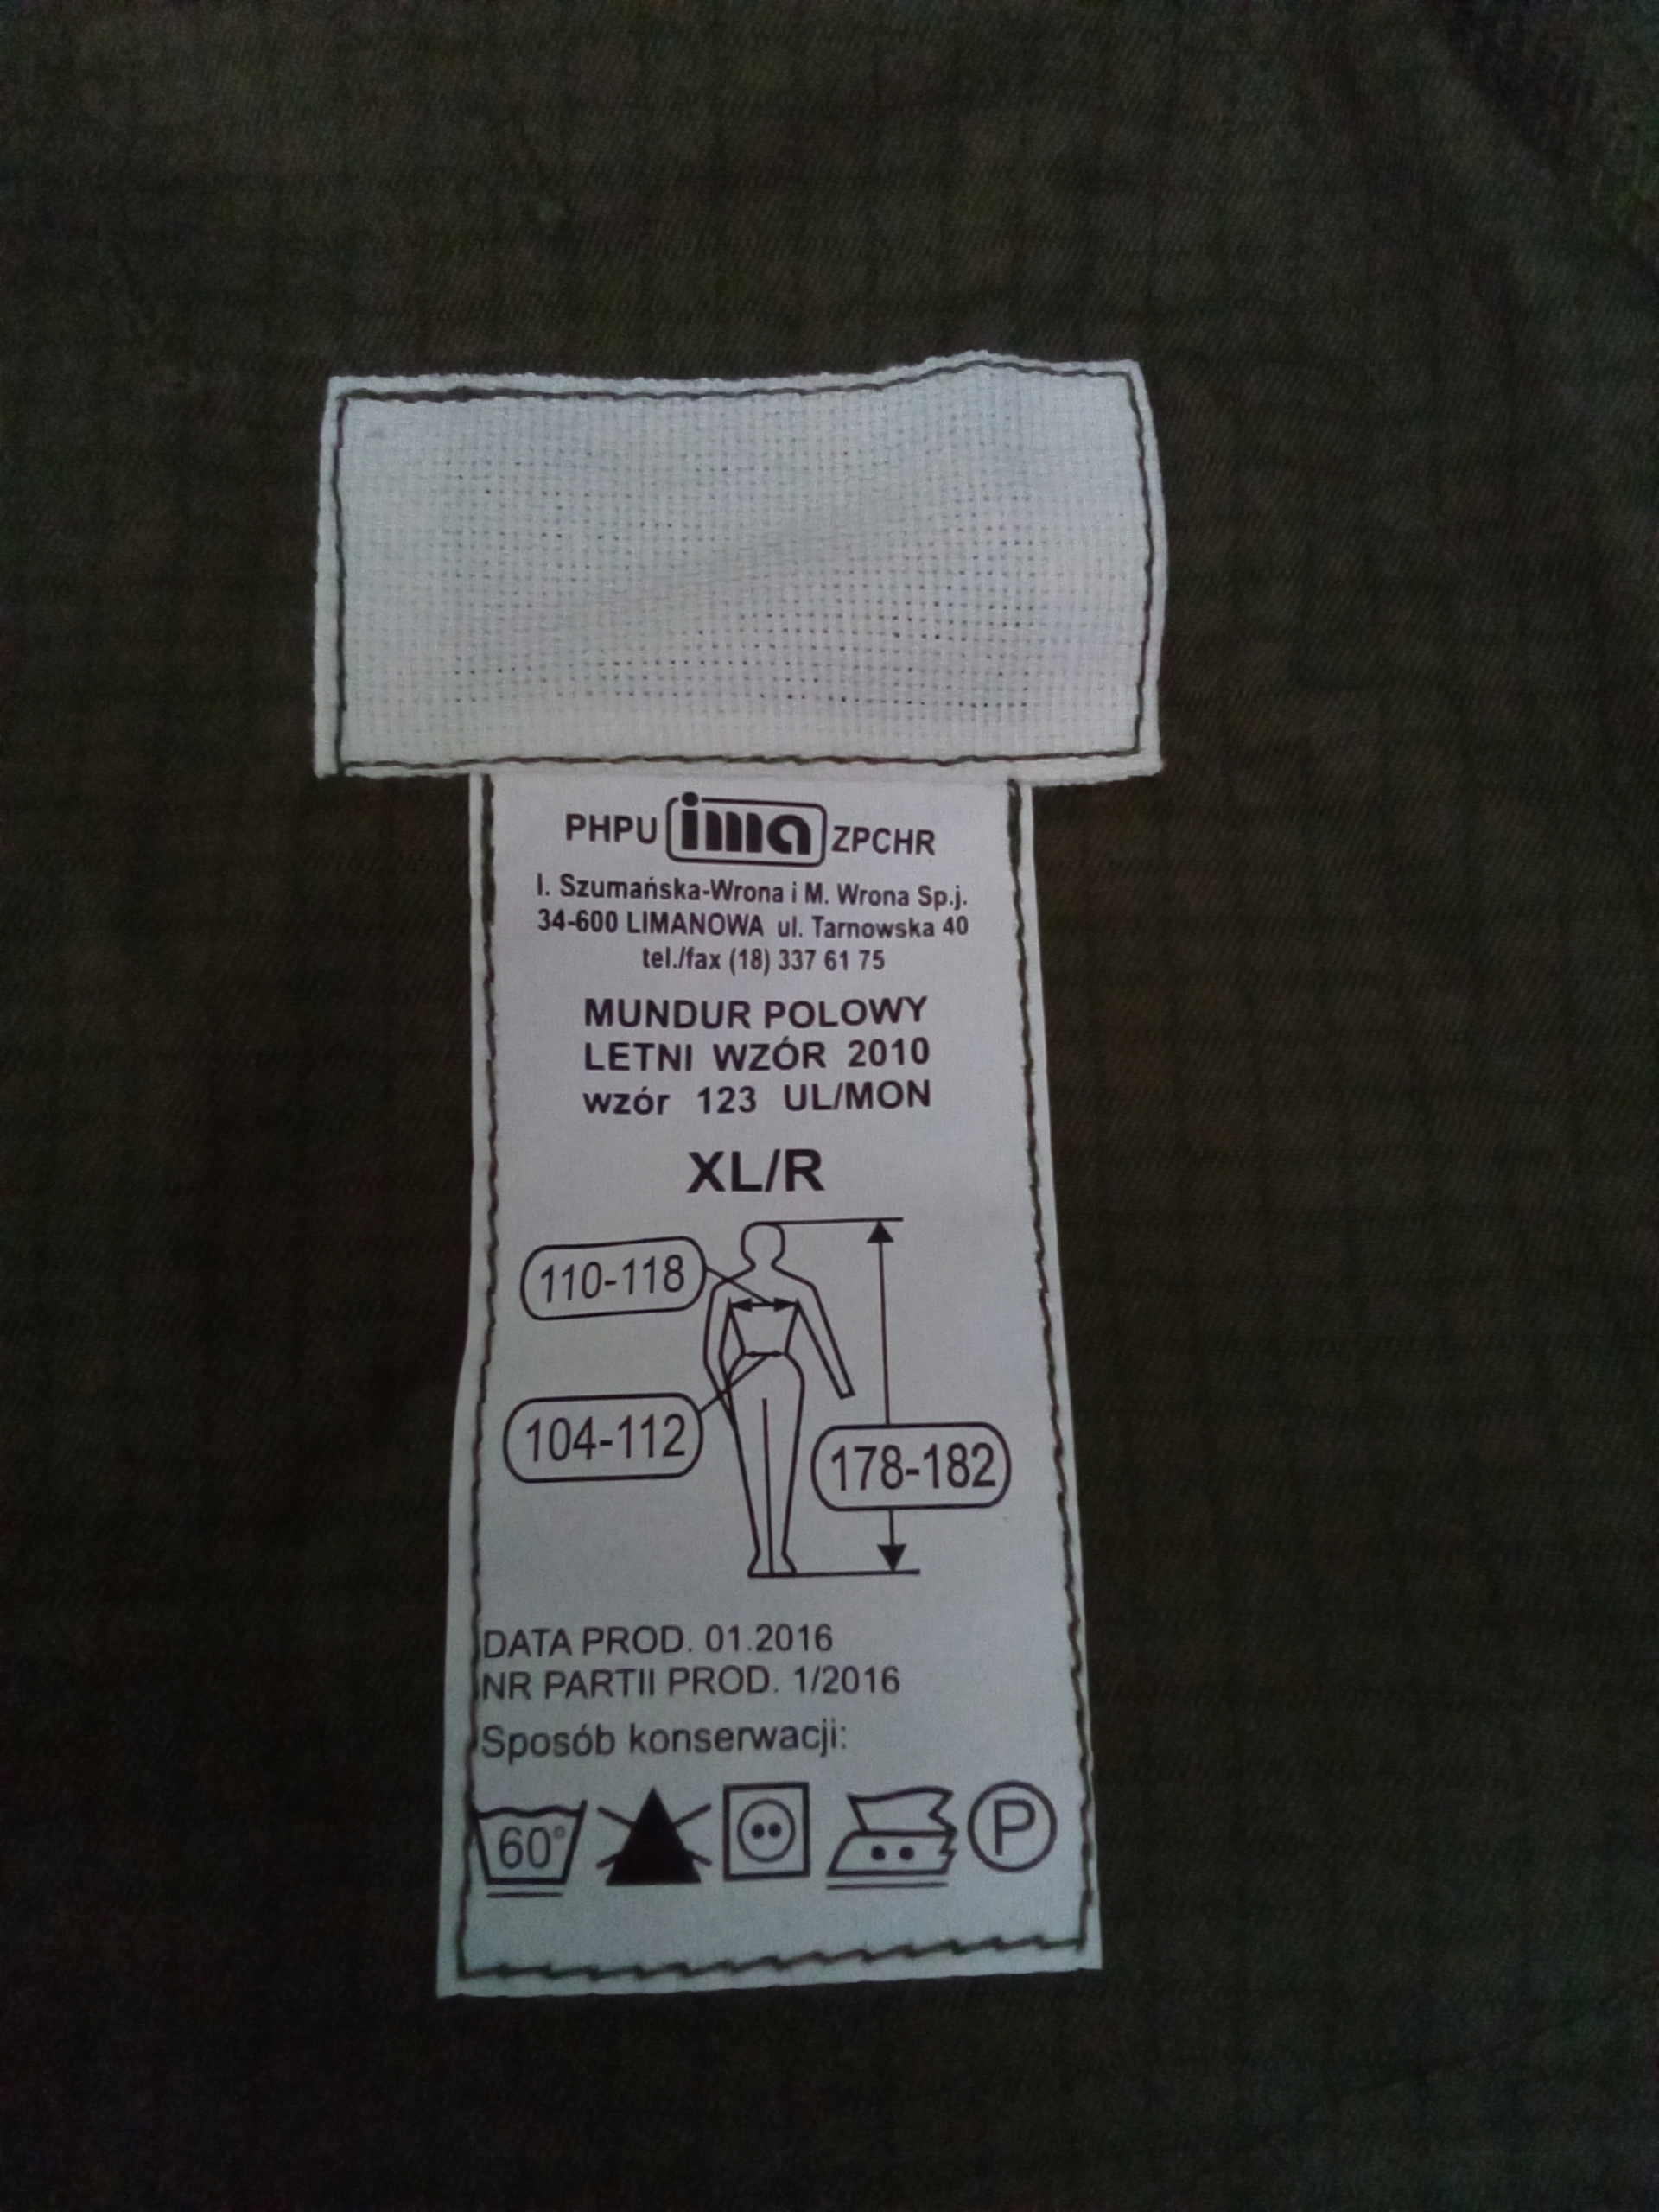 PHPU ima ZPCHR
I. Szumańska-Wrona i M. Wrona Sp.j.
34-600 LIMANOWA ul. Tarnowska 40
tel./fax (18) 337 61 75
MUNDUR POLOWY
LETNI WZÓR 2010
wzór 123 UL/MON
XL/R
110-118
104-112
178-182
DATA PROD. 01.2016
NR PARTII PROD. 1/2016
Sposób konserwacji:
60° P